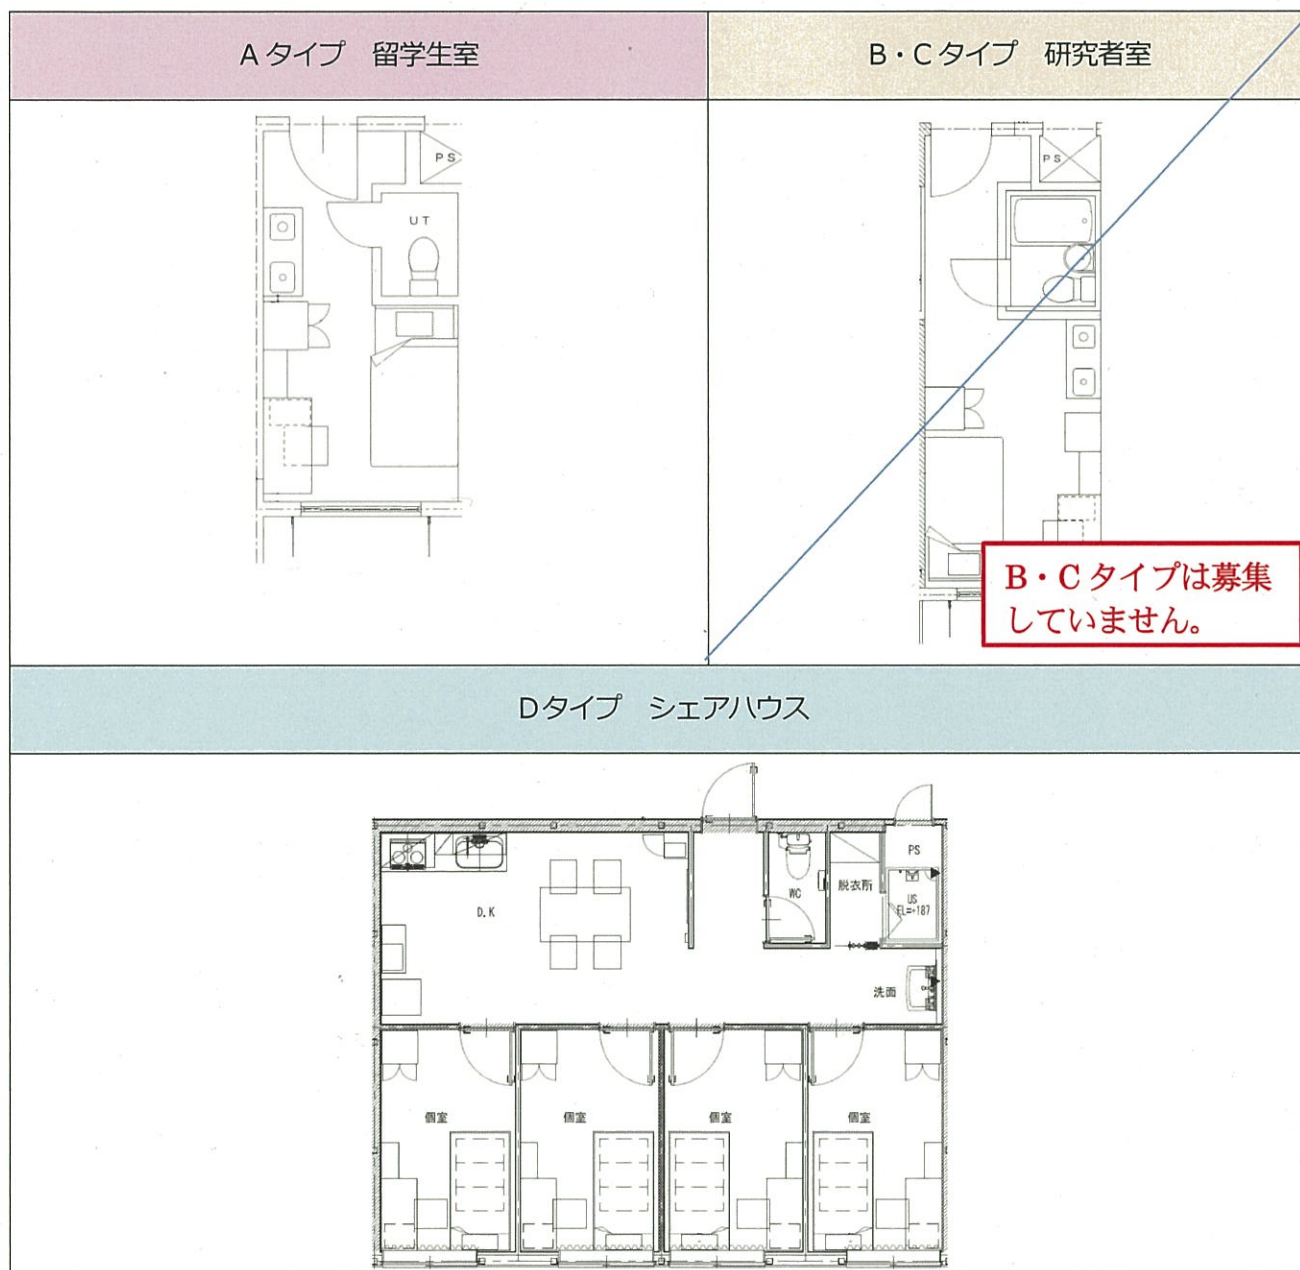 Aタイプ 留学生室
B・Cタイプ 研究者室
PS
UT
PS
B・Cタイプは募集
していません。
Dタイプ シェアハウス
PS
WC
脱衣所
US
FL=+187
D.K
洗面
個室
個室
個室
個室